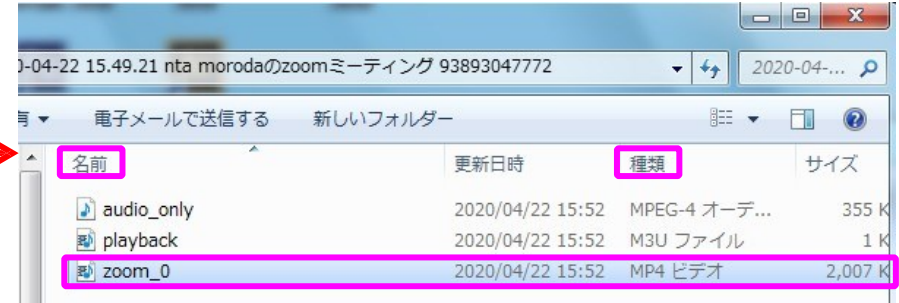 0-04-22 15.49.21 nta morodaのzoomミーティング 93893047772 2020-04-...
有 電子メールで送信する 新しいフォルダー
名前 更新日時 種類 サイズ
audio_only 2020/04/22 15:52 MPEG-4 オーデ... 355 K
playback 2020/04/22 15:52 M3U ファイル 1 K
zoom_0 2020/04/22 15:52 MP4 ビデオ 2,007 K